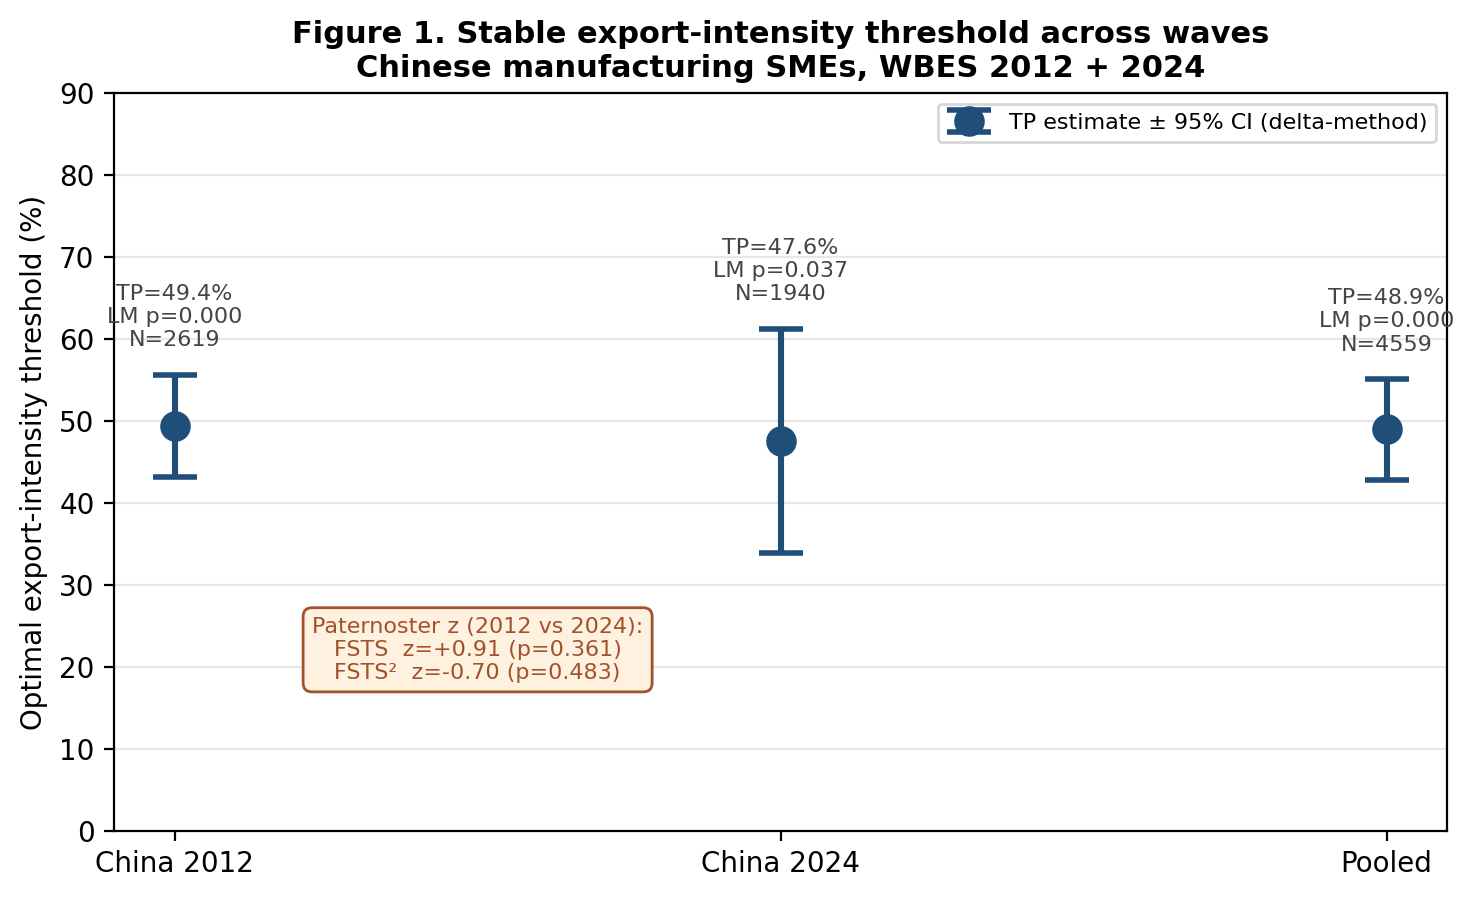 Figure 1. Stable export-intensity threshold across waves
Chinese manufacturing SMEs, WBES 2012 + 2024
Optimal export-intensity threshold (%)
90
80
70
60
50
40
30
20
10
0
TP estimate ± 95% CI (delta-method)
TP=49.4%
LM p=0.000
N=2619
TP=47.6%
LM p=0.037
N=1940
TP=48.9%
LM p=0.000
N=4559
Paternoster z (2012 vs 2024):
FSTS  z=+0.91 (p=0.361)
FSTS²  z=-0.70 (p=0.483)
China 2012
China 2024
Pooled